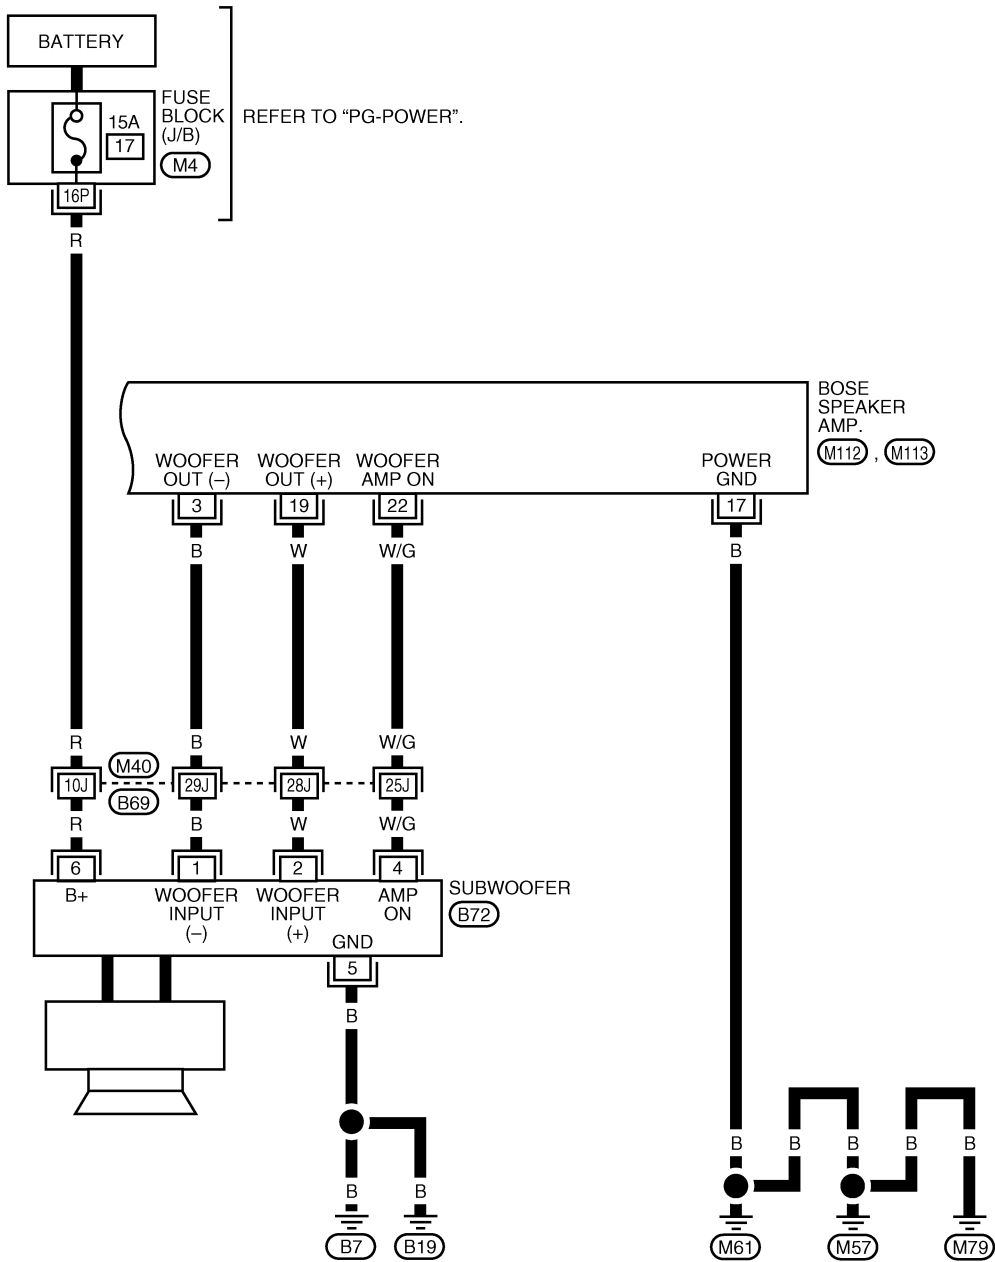 BATTERY
FUSE
BLOCK
(J/B)
M4
15A
17
REFER TO “PG-POWER”.
16P
R
BOSE
SPEAKER
AMP.
M112 , M113
WOOFER
OUT (–)
WOOFER
OUT (+)
WOOFER
AMP ON
POWER
GND
3
19
22
17
B
W
W/G
B
R
B
W
W/G
M40
10J
29J
28J
25J
B69
R
B
W
W/G
6
1
2
4
B+
WOOFER
INPUT
(–)
WOOFER
INPUT
(+)
AMP
ON
SUBWOOFER
B72
GND
5
B
B
B
B
B
B
B
B
B7
B19
M61
M57
M79